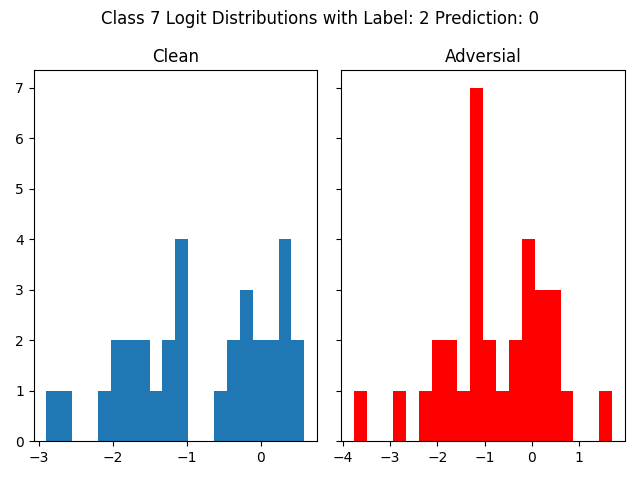 Class 7 Logit Distributions with Label: 2 Prediction: 0
Clean
Adversial
7
6
5
4
3
2
1
0
−3 −2 −1 0
−4 −3 −2 −1 0 1